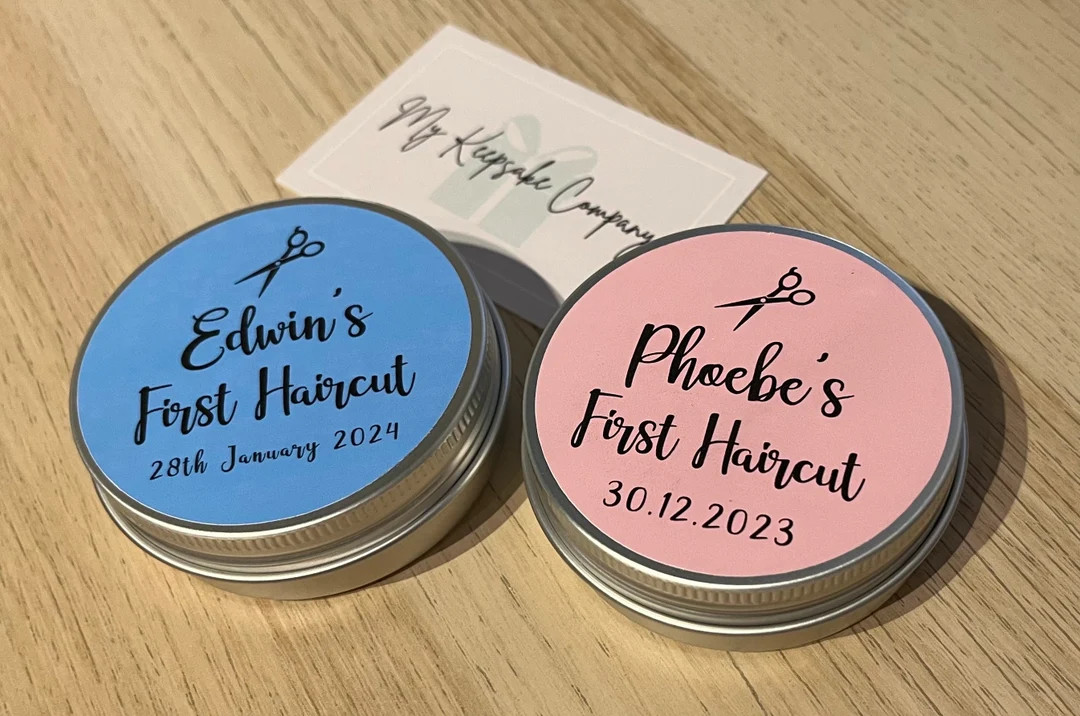 My Keepsake Company
Edwin's
First Haircut
28th January 2024
Phoebe's
First Haircut
30.12.2023